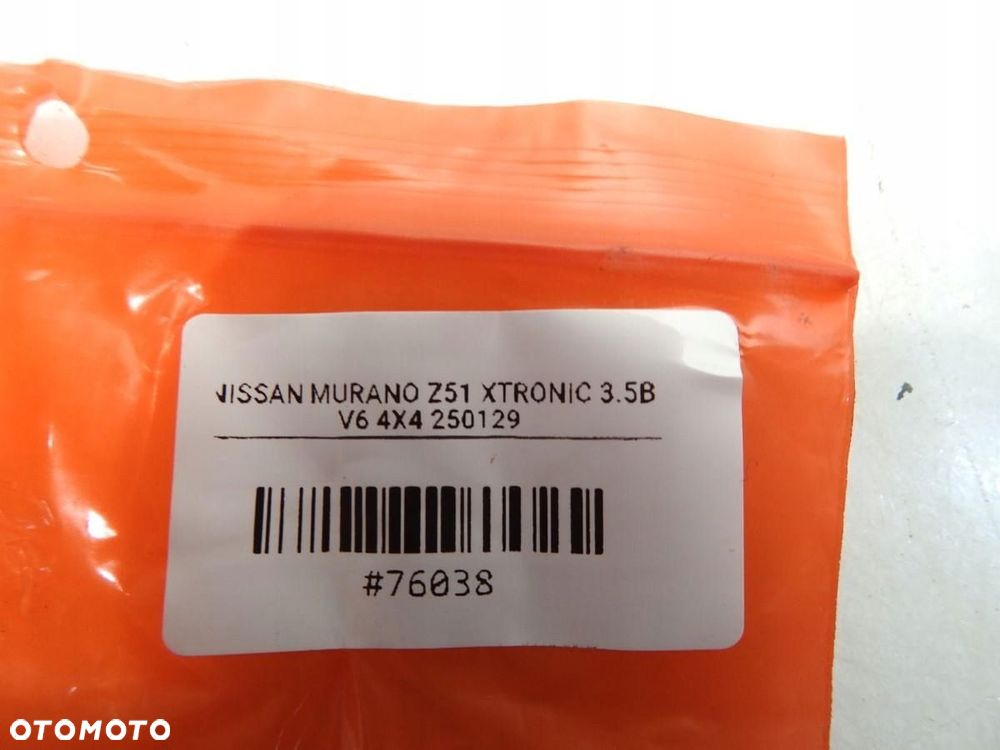 NISSAN MURANO Z51 XTRONIC 3.5B
V6 4X4 250129
#76038
OTOMOTO